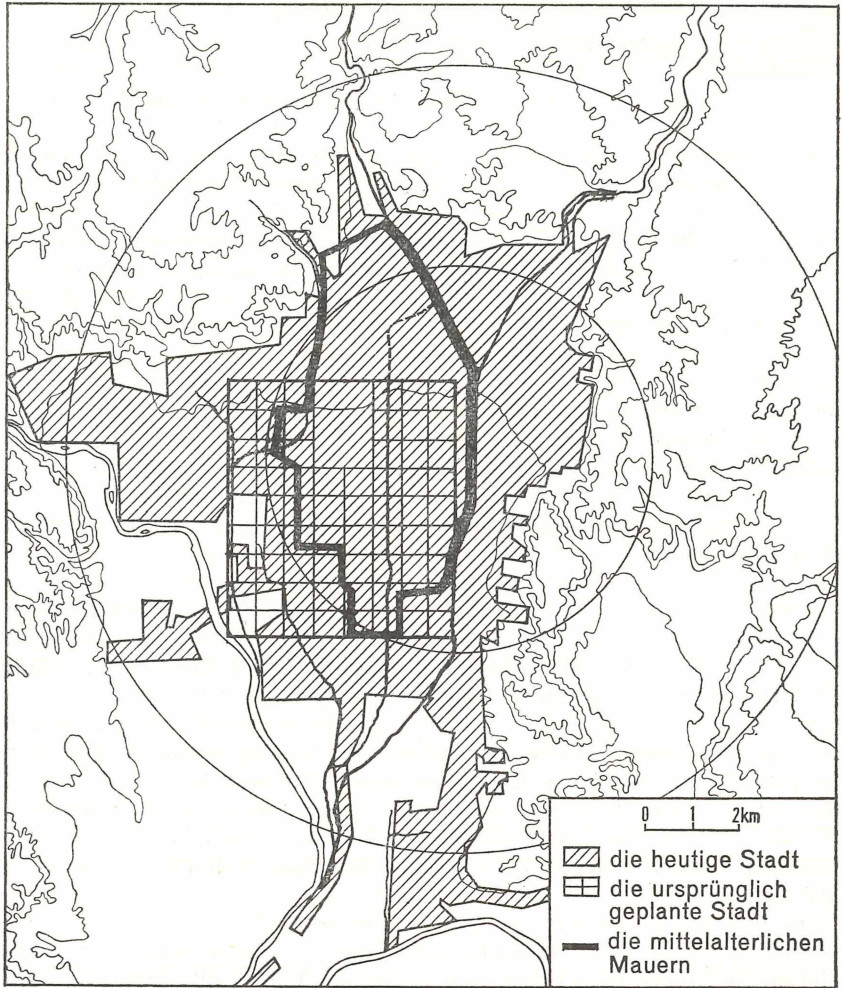 0 1 2km
die heutige Stadt
die ursprünglich
geplante Stadt
die mittelalterlichen
Mauern